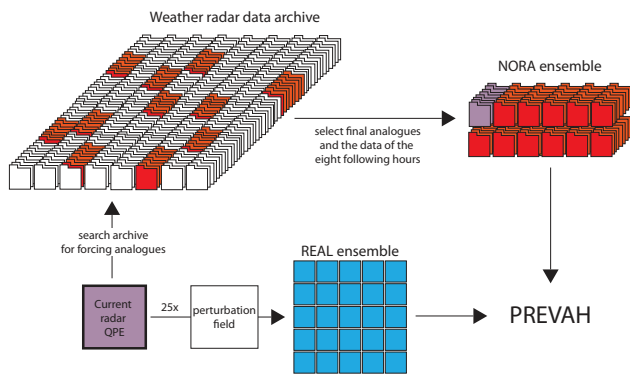 Weather radar data archive
NORA ensemble
select final analogues
and the data of the
eight following hours
search archive
for forcing analogues
REAL ensemble
Current
radar
QPE
25x
perturbation
field
PREVAH